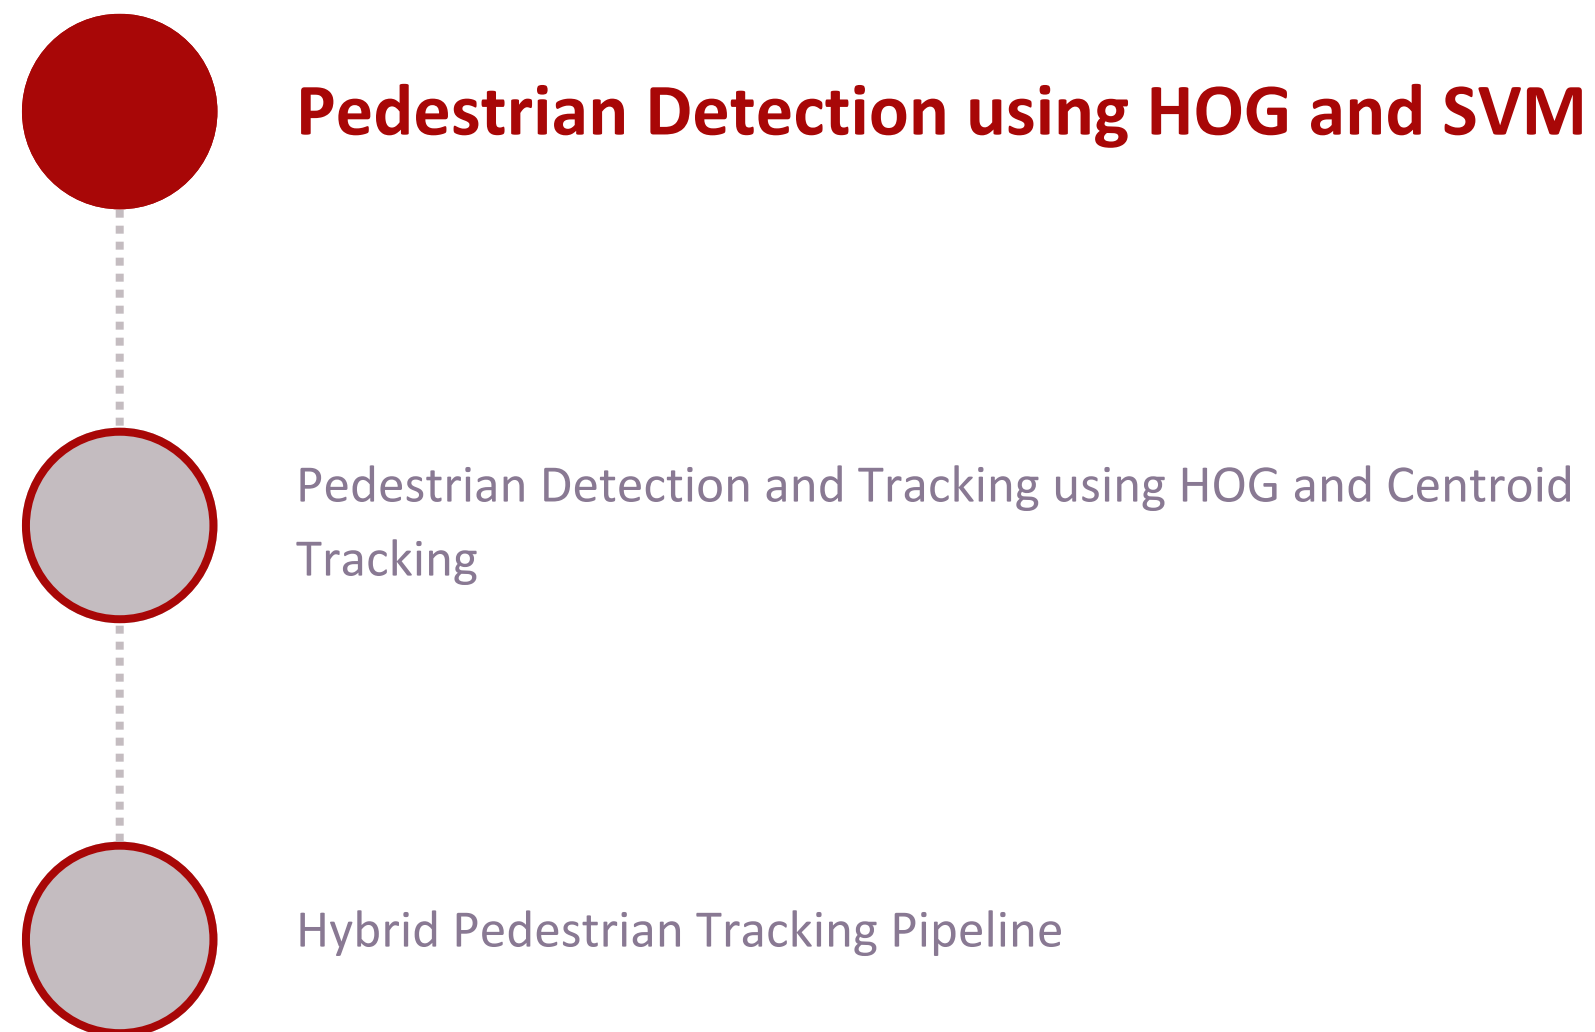 Pedestrian Detection using HOG and SVM
Pedestrian Detection and Tracking using HOG and Centroid
Tracking
Hybrid Pedestrian Tracking Pipeline